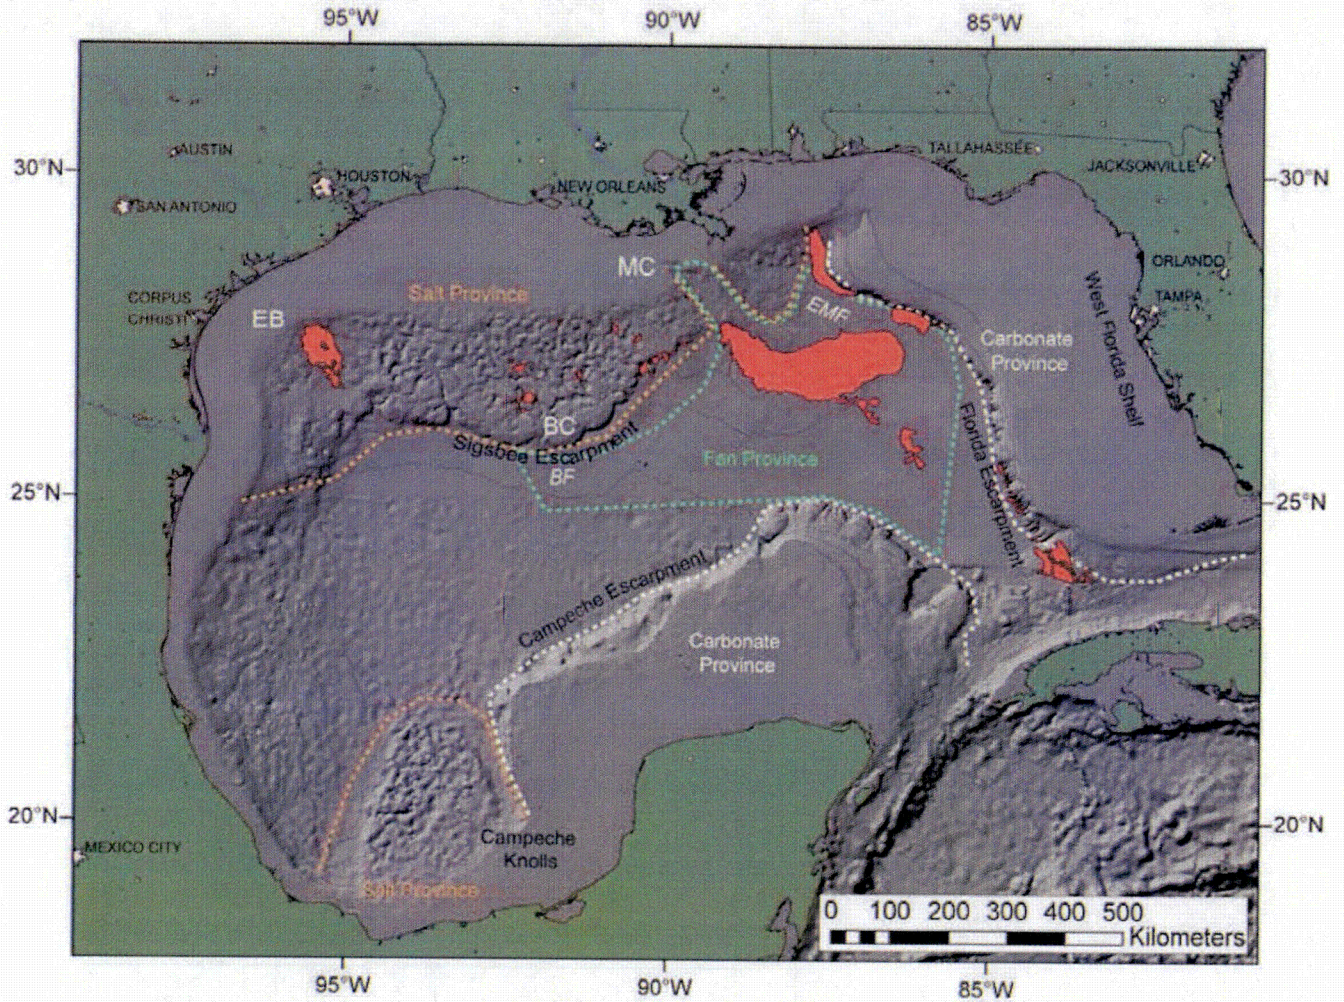 95°W 90°W 85°W
30°N
30°N
AUSTIN
HOUSTON
SAN ANTONIO
NEW ORLEANS
TALLAHASSEE
JACKSONVILLE
ORLANDO
TAMPA
CORPUS
CHRISTI
MC
EB
Salt Province
EMF
Carbonate
Province
West Florida Shelf
BC
Sigsbee Escarpment
BF
Fan Province
Florida Escarpment
25°N
25°N
Campeche Escarpment
Carbonate
Province
20°N
20°N
MEXICO CITY
Campeche
Knolls
Salt Province
0 100 200 300 400 500
Kilometers
95°W 90°W 85°W